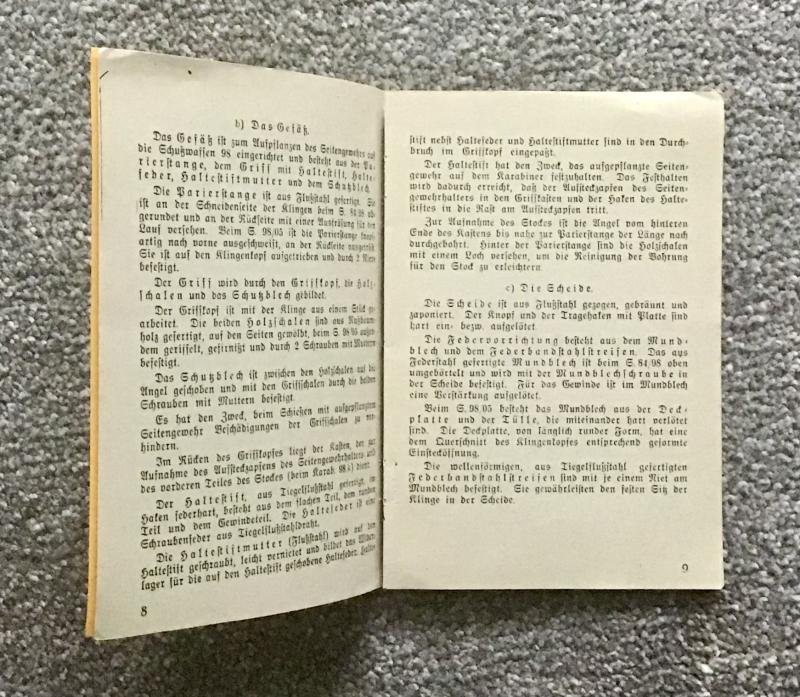 b) Das Gefäß.
Das Gefäß ist zum Aufpflanzen des Seitengewehrs auf
die Schußwaffen 98 eingerichtet und besteht aus der Pa-
rierstange, dem Griff mit Haltestift, Halte-
feder, Haltestiftmutter und dem Schutzblech.
Die Parierstange ist aus Flußstahl gefertigt. Sie
ist an der Schneidenseite der Klingen beim S. 84/98 ab-
gerundet und an der Rückseite mit einer Ausfräsung für den
Lauf versehen. Beim S. 98/05 ist die Parierstange knopf-
artig nach vorne ausgeschweift, an der Rückseite ausgeteilt.
Sie ist auf den Klingenkopf aufgetrieben und durch 2 Niete
befestigt.
Der Griff wird durch den Griffkopf, die Holz-
schalen und das Schutzblech gebildet.
Der Griffkopf ist mit der Klinge aus einem Stück ge-
arbeitet. Die beiden Holzschalen sind aus Nußbaum-
holz gefertigt, auf den Seiten gewölbt, beim S. 98/05 außer-
dem geriffelt, gefirnißt und durch 2 Schrauben mit Muttern
befestigt.
Das Schutzblech ist zwischen den Holzschalen auf die
Angel geschoben und mit den Griffschalen durch die beiden
Schrauben mit Muttern befestigt.
Es hat den Zweck, beim Schießen mit aufgepflanztem
Seitengewehr Beschädigungen der Griffschalen zu ver-
hindern.
Im Rücken des Griffkopfes liegt der Kasten, der zur
Aufnahme des Aufsteckzapfens des Seitengewehrhalters und
des vorderen Teiles des Stockes (beim Karab. 98a) dient.
Der Haltestift, aus Tiegelflußstahl gefertigt, im
Haken federhart, besteht aus dem flachen Teil, dem runden
Teil und dem Gewindeteil. Die Haltefeder ist eine
Schraubenfeder aus Tiegelflußstahldraht.
Die Haltestiftmutter (Flußstahl) wird auf den
Haltestift geschraubt, leicht vernietet und bildet das Wider-
lager für die auf den Haltestift geschobene Haltefeder. Halte-
8
stift nebst Haltefeder und Haltestiftmutter sind in den Durch-
bruch im Griffkopf eingepaßt.
Der Haltestift hat den Zweck, das aufgepflanzte Seiten-
gewehr auf dem Karabiner festzuhalten. Das Festhalten
wird dadurch erreicht, daß der Aufsteckzapfen des Seiten-
gewehrhalters in den Griffkasten und der Haken des Halte-
stiftes in die Rast am Aufsteckzapfen tritt.
Zur Aufnahme des Stockes ist die Angel vom hinteren
Ende des Kastens bis nahe zur Parierstange der Länge nach
durchgebohrt. Hinter der Parierstange sind die Holzschalen
mit einem Loch versehen, um die Reinigung der Bohrung
für den Stock zu erleichtern.
c) Die Scheide.
Die Scheide ist aus Flußstahl gezogen, gebräunt und
zaponiert. Der Knopf und der Tragehaken mit Platte sind
hart ein- bezw. aufgelötet.
Die Federvorrichtung besteht aus dem Mund-
blech und dem Federbandstahlstreifen. Das aus
Federstahl gefertigte Mundblech ist beim S. 84/98 oben
umgebörtelt und wird mit der Mundblechschraube in
der Scheide befestigt. Für das Gewinde ist im Mundblech
eine Verstärkung aufgelötet.
Beim S. 98/05 besteht das Mundblech aus der Deck-
platte und der Tülle, die miteinander hart verlötet
sind. Die Deckplatte, von länglich runder Form, hat eine
dem Querschnitt des Klingenkopfes entsprechend geformte
Einstecköffnung.
Die wellenförmigen, aus Tiegelflußstahl gefertigten
Federbandstahlstreifen sind mit je einem Niet am
Mundblech befestigt. Sie gewährleisten den festen Sitz der
Klinge in der Scheide.
9